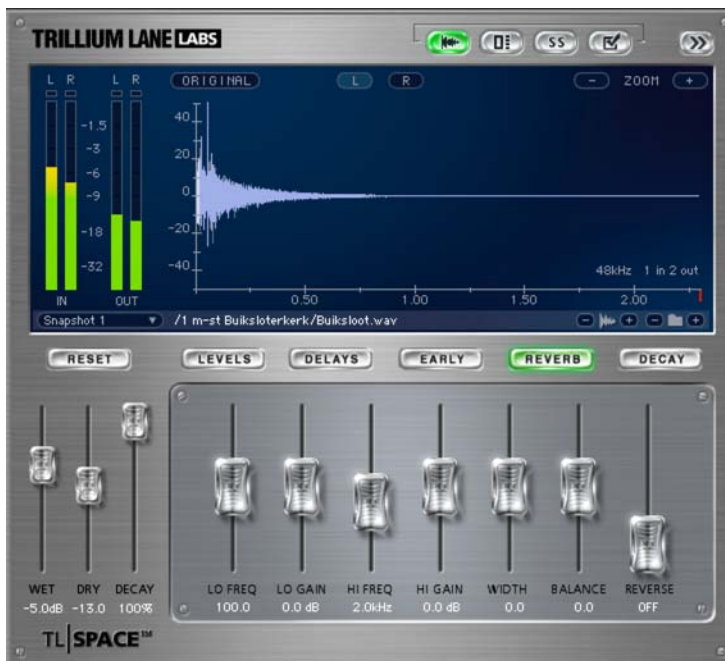 TRILLIUM LANE LABS
SS
L R L R
ORIGINAL L R - ZOOM +
-1.5
-3
-6
-9
-18
-32
IN OUT
40
20
0
-20
-40
48kHz 1 in 2 out
0.50 1.00 1.50 2.00
Snapshot 1 /1 m-st Buiksloterkerk/Buiksloot.wav
RESET LEVELS DELAYS EARLY REVERB DECAY
WET DRY DECAY LO FREQ LO GAIN HI FREQ HI GAIN WIDTH BALANCE REVERSE
-5.0dB -13.0 100% 100.0 0.0 dB 2.0kHz 0.0 dB 0.0 0.0 OFF
TL|SPACE™